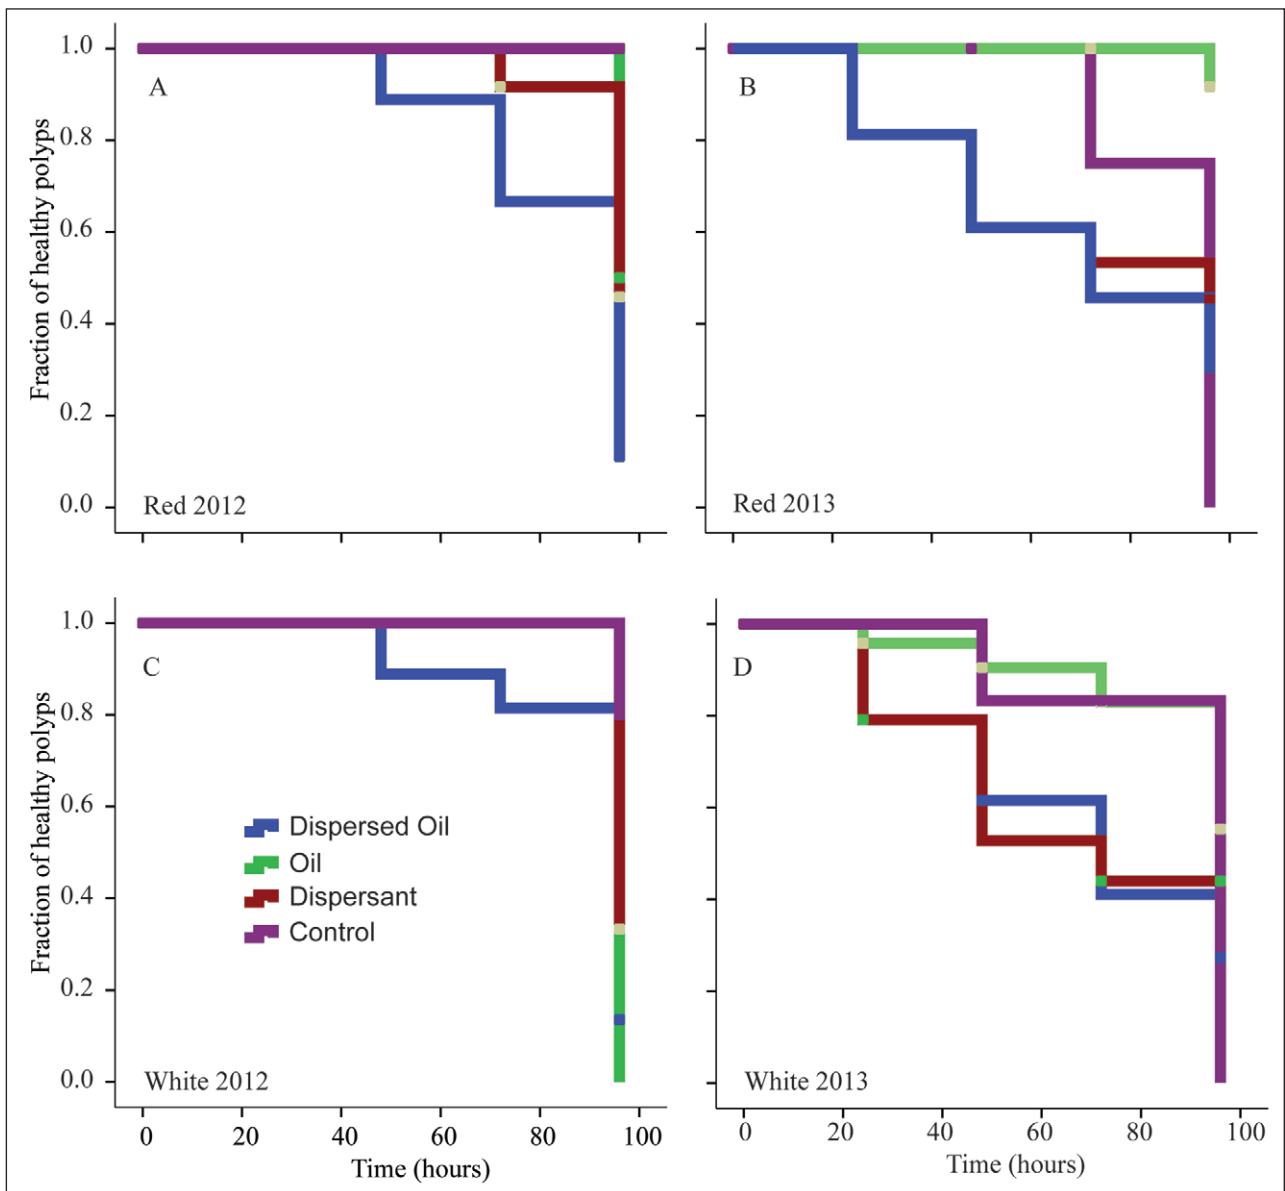 Fraction of healthy polyps
1.0
0.8
0.6
0.4
0.2
0.0
A
Red 2012
B
Red 2013
Fraction of healthy polyps
1.0
0.8
0.6
0.4
0.2
0.0
C
Dispersed Oil
Oil
Dispersant
Control
White 2012
0 20 40 60 80 100
Time (hours)
D
White 2013
0 20 40 60 80 100
Time (hours)